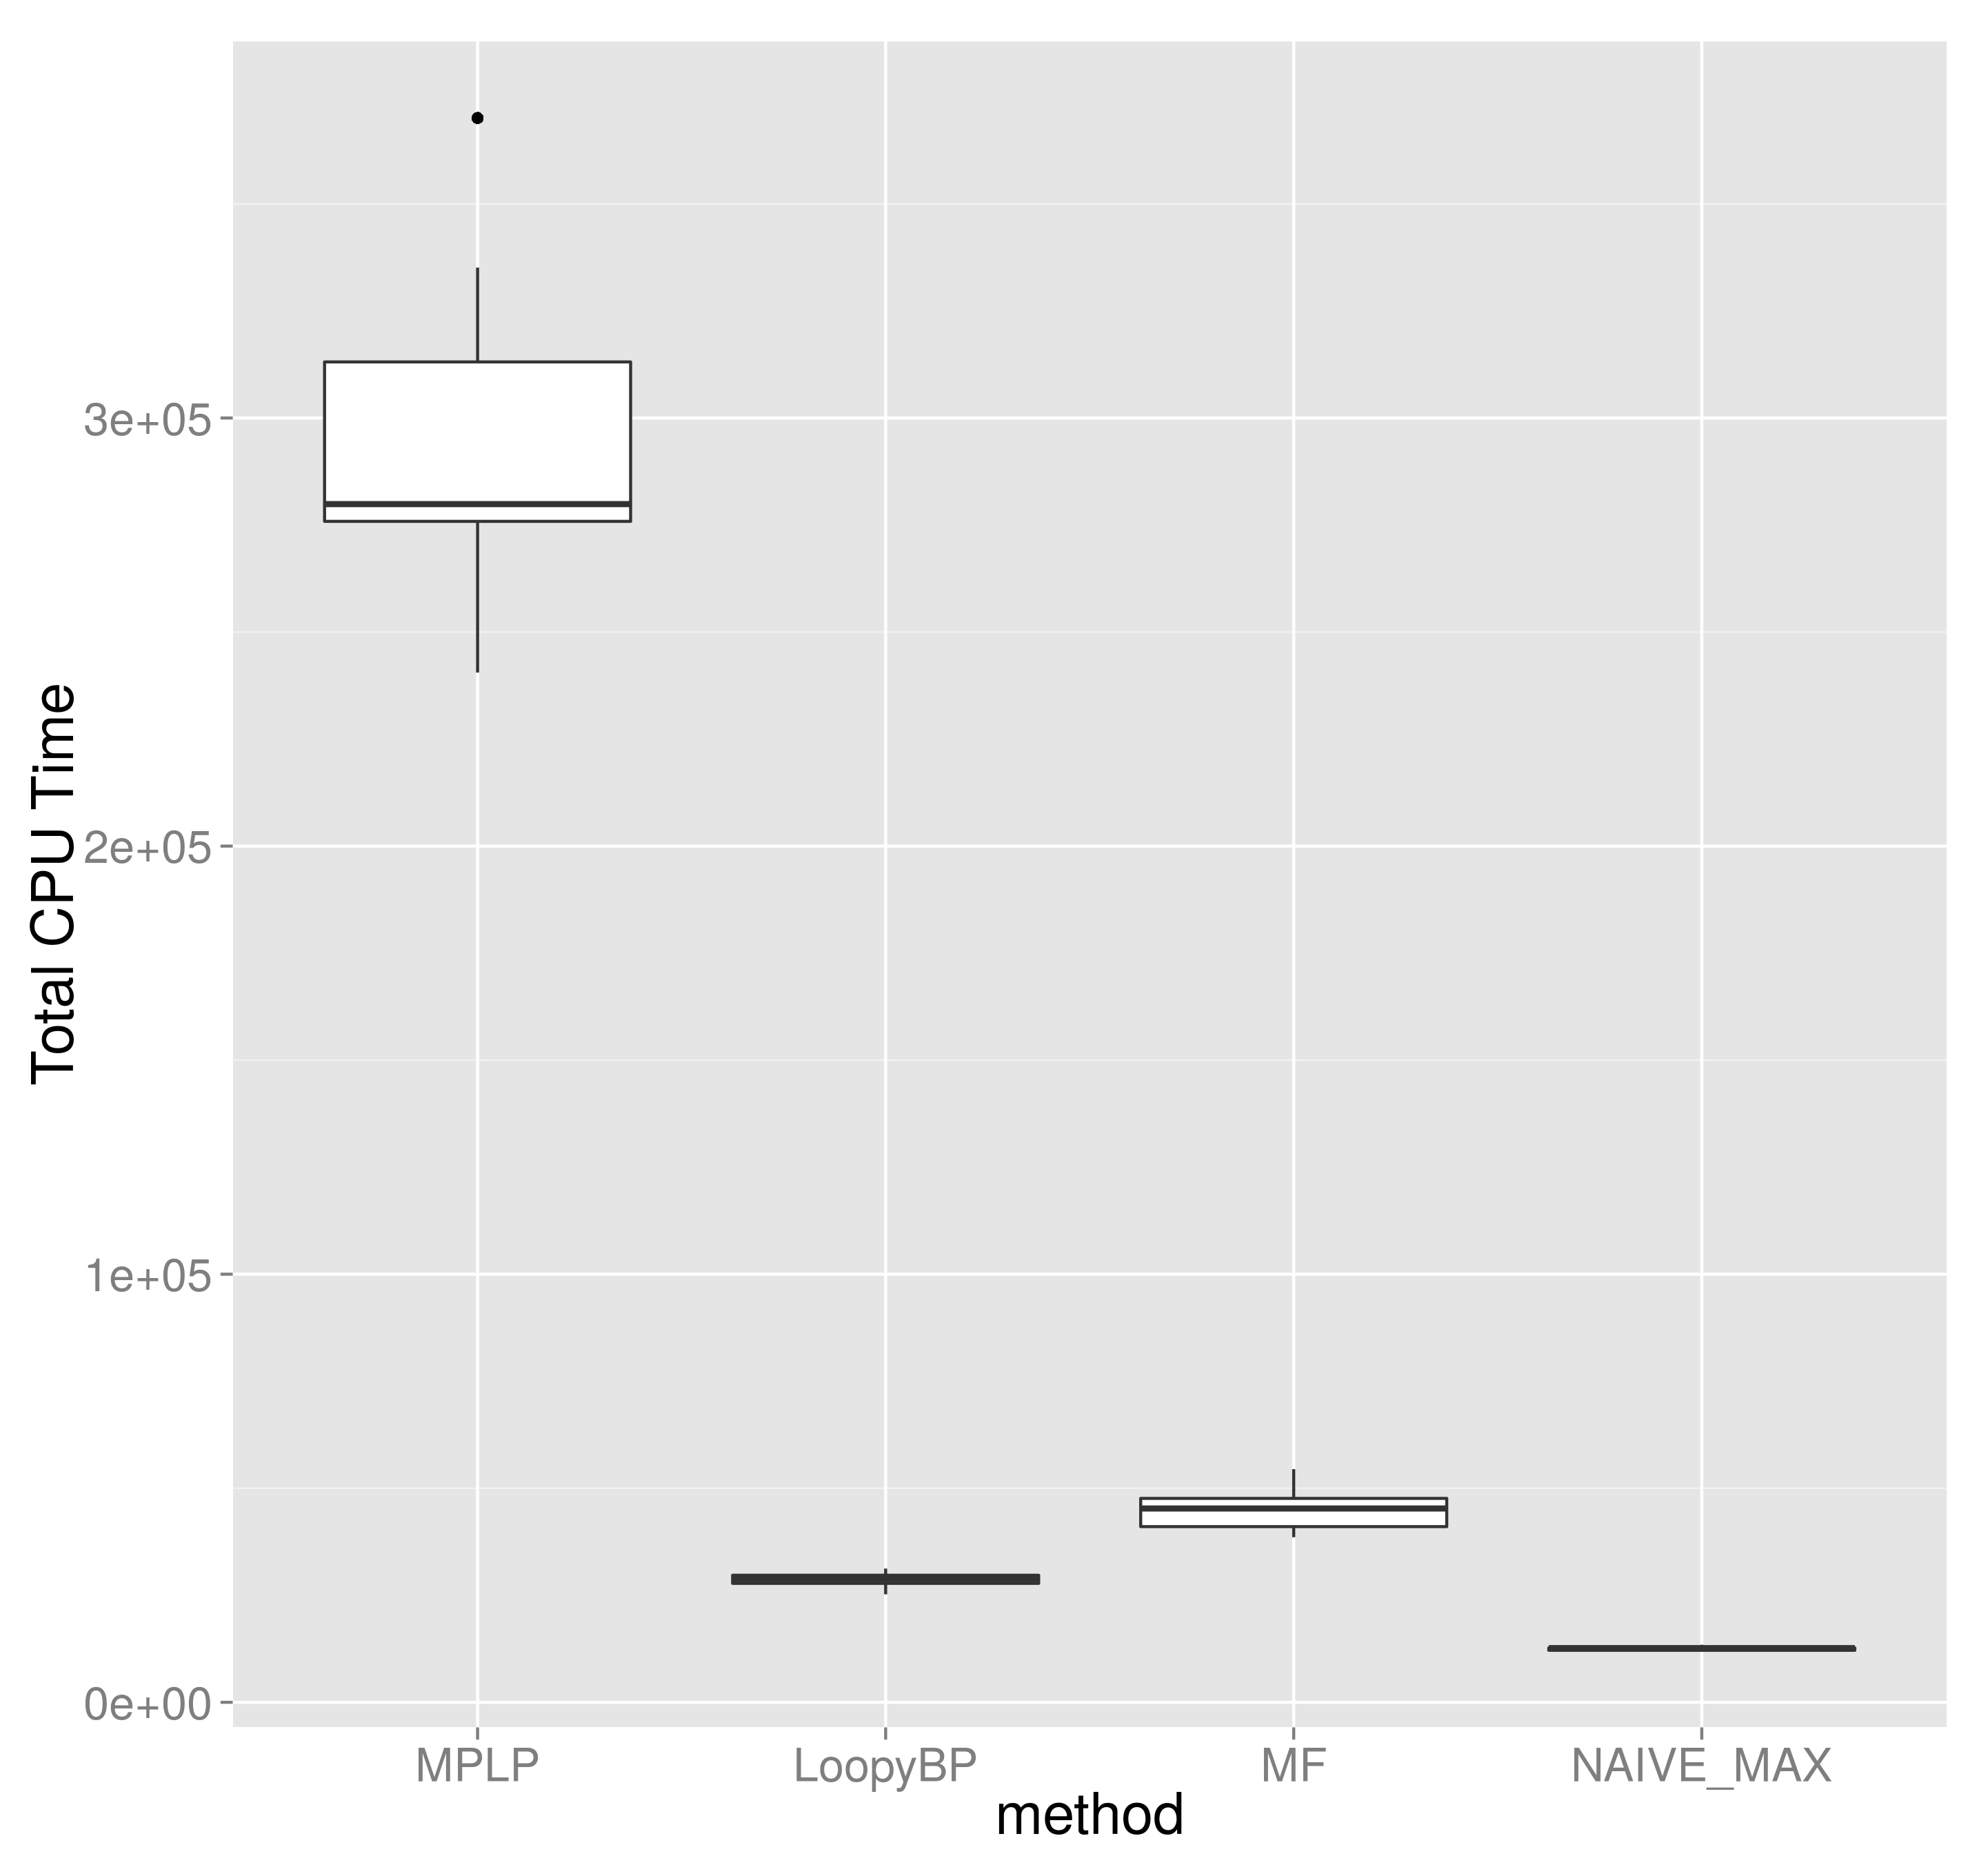 Total CPU Time
3e+05
2e+05
1e+05
0e+00
MPLP LoopyBP MF NAIVE_MAX
method